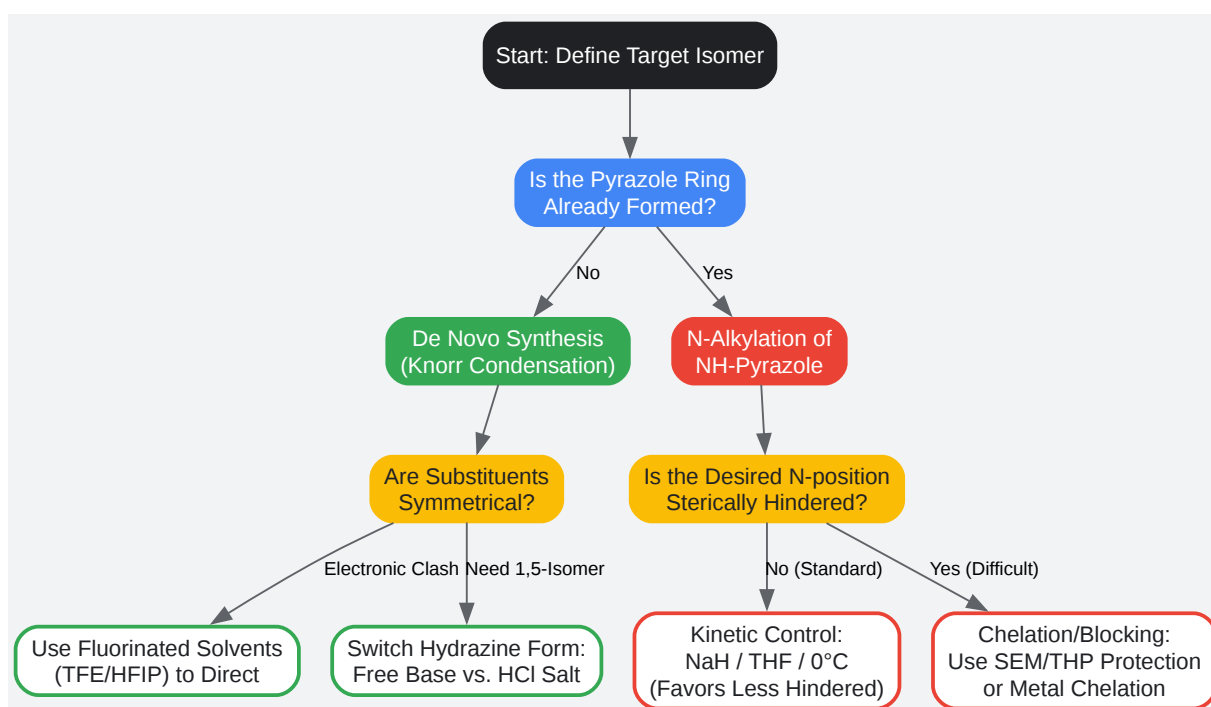 Start: Define Target Isomer
Is the Pyrazole Ring
Already Formed?
No
Yes
De Novo Synthesis
(Knorr Condensation)
N-Alkylation of
NH-Pyrazole
Are Substituents
Symmetrical?
Is the Desired N-position
Sterically Hindered?
Electronic Clash
Need 1,5-Isomer
No (Standard)
Yes (Difficult)
Use Fluorinated Solvents
(TFE/HFIP) to Direct
Switch Hydrazine Form:
Free Base vs. HCl Salt
Kinetic Control:
NaH / THF / 0°C
(Favors Less Hindered)
Chelation/Blocking:
Use SEM/THP Protection
or Metal Chelation